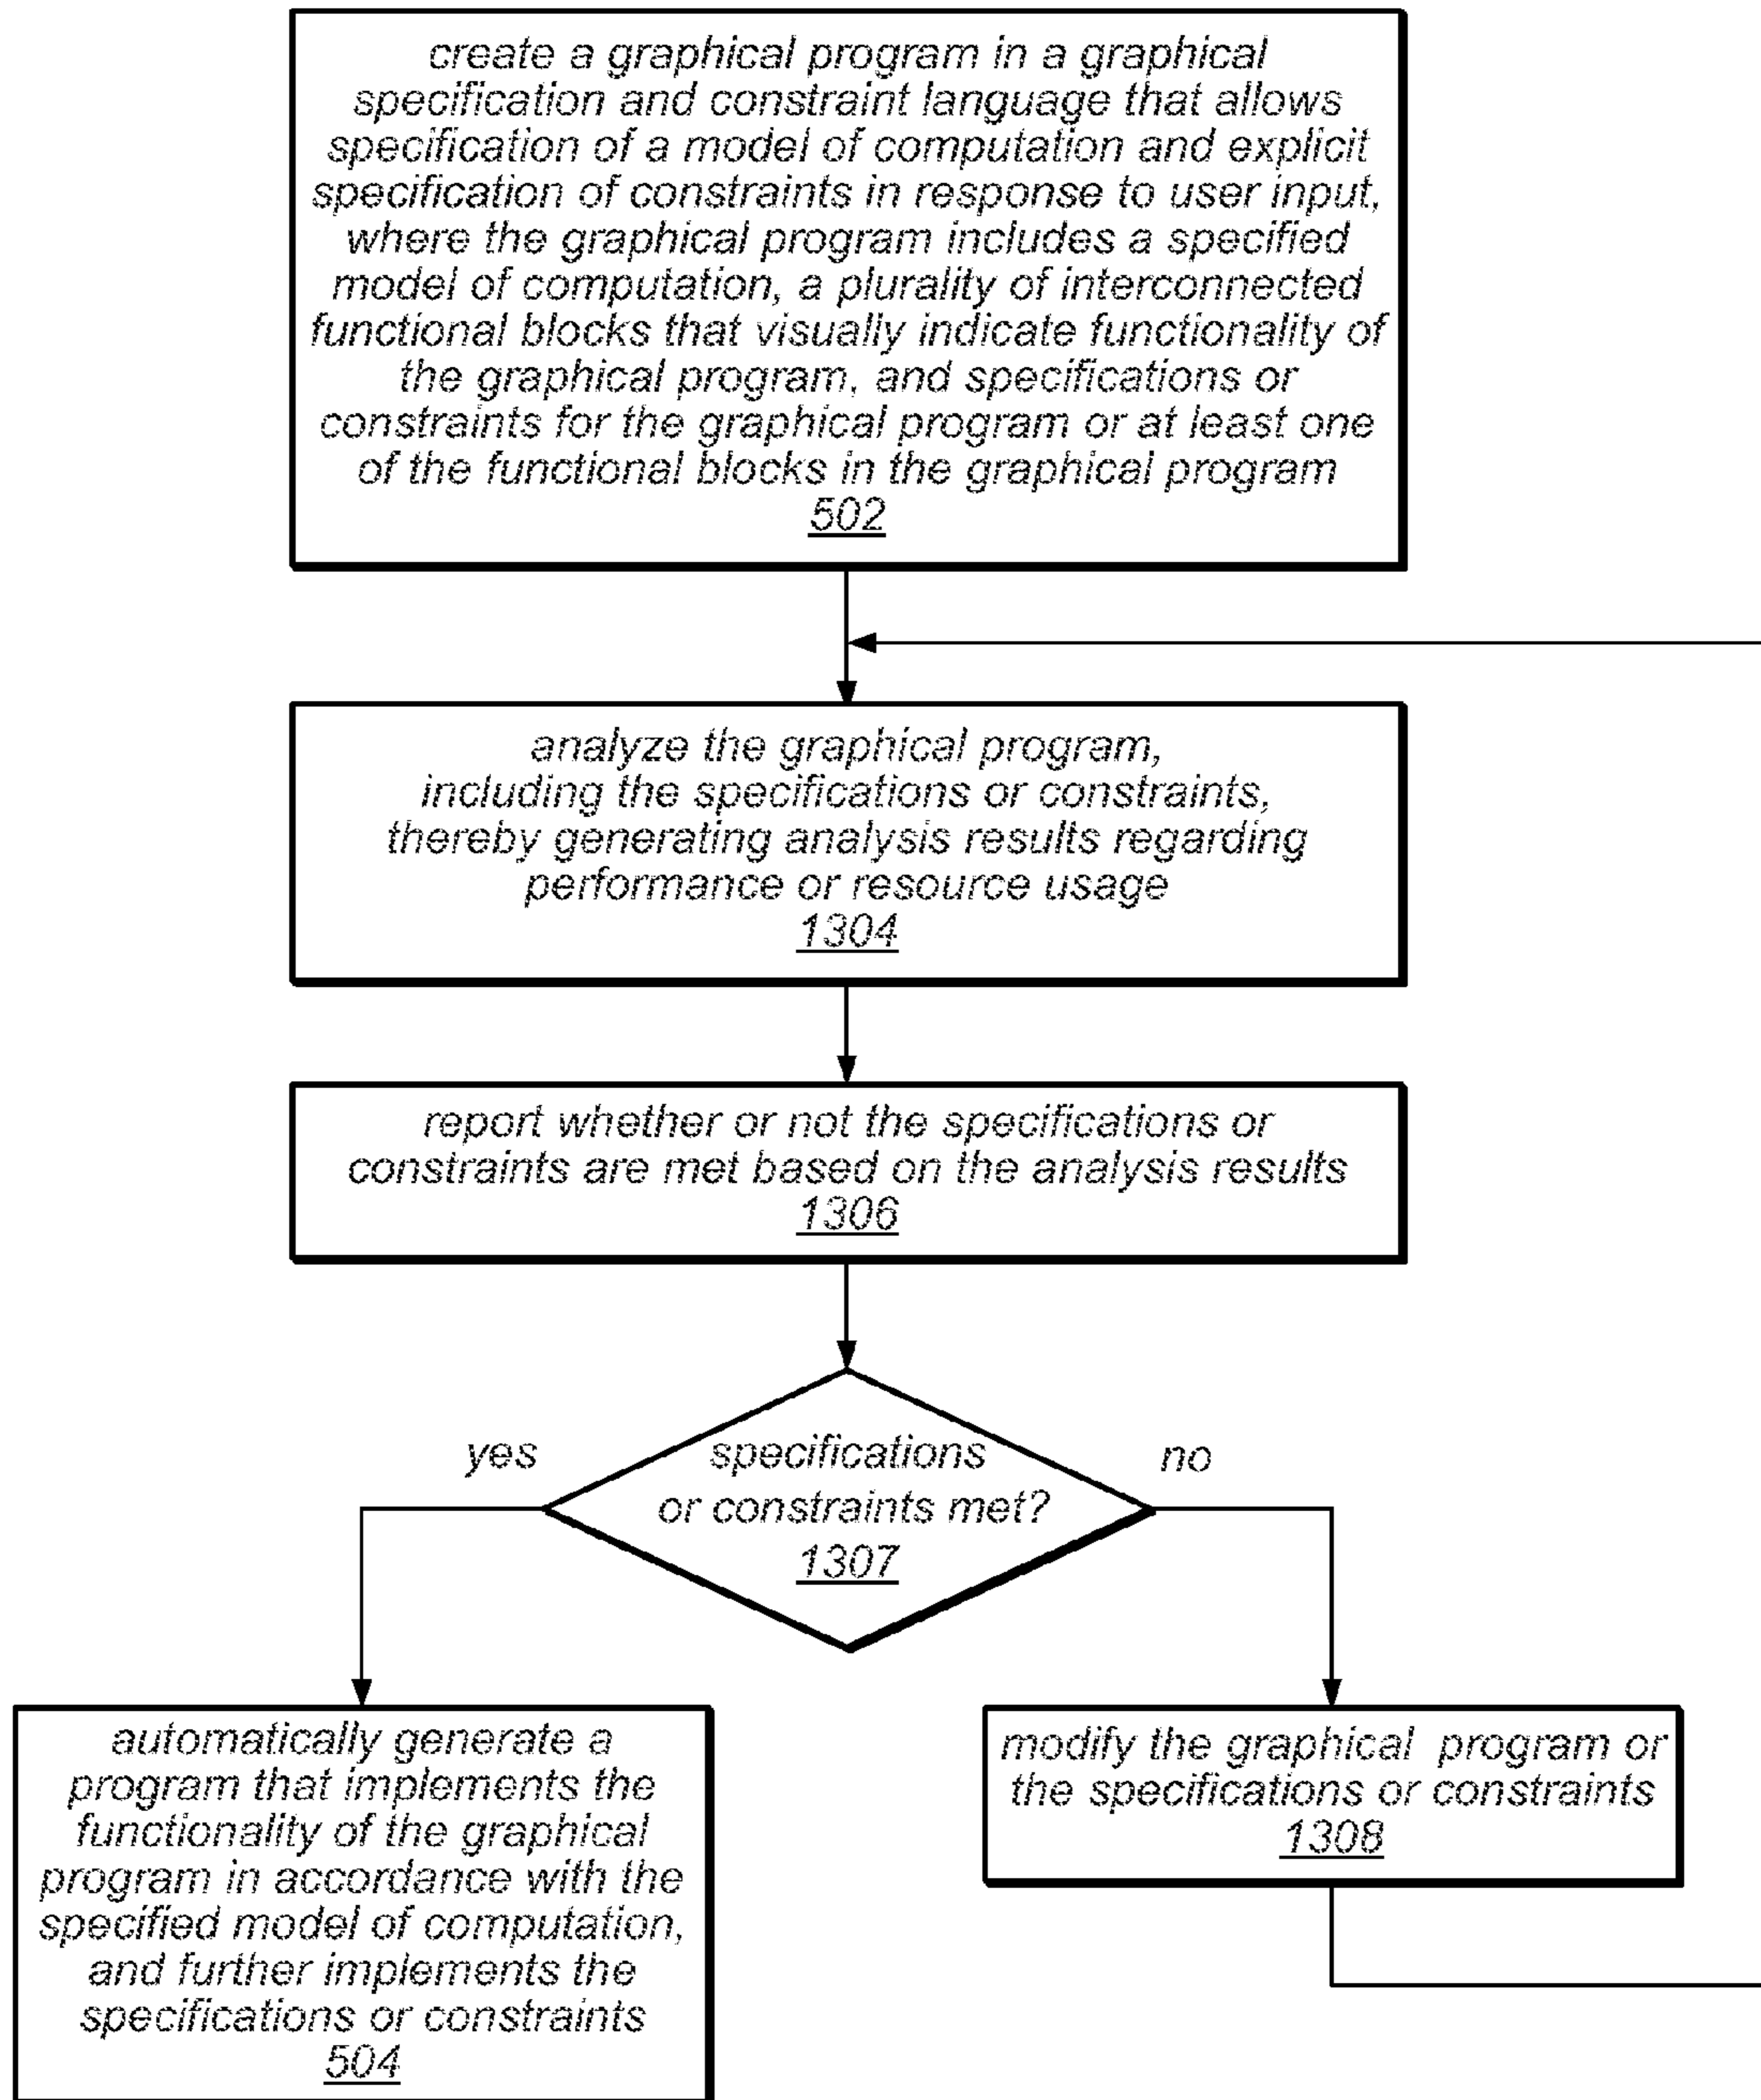 create a graphical program in a graphical
specification and constraint language that allows
specification of a model of computation and explicit
specification of constraints in response to user input,
where the graphical program includes a specified
model of computation, a plurality of interconnected
functional blocks that visually indicate functionality of
the graphical program, and specifications or
constraints for the graphical program or at least one
of the functional blocks in the graphical program
502
analyze the graphical program,
including the specifications or constraints,
thereby generating analysis results regarding
performance or resource usage
1304
report whether or not the specifications or
constraints are met based on the analysis results
1306
yes
specifications
or constraints met?
1307
no
automatically generate a
program that implements the
functionality of the graphical
program in accordance with the
specified model of computation,
and further implements the
specifications or constraints
504
modify the graphical program or
the specifications or constraints
1308